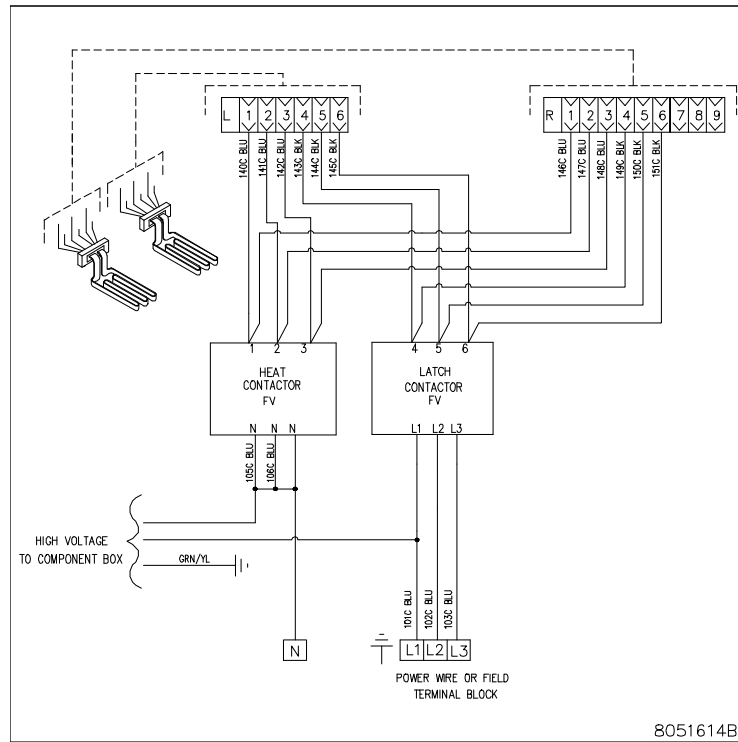 L 1 2 3 4 5 6
R 1 2 3 4 5 6 7 8 9
140C BLU
141C BLU
142C BLU
143C BLK
144C BLK
145C BLK
146C BLU
147C BLU
148C BLU
149C BLK
150C BLK
151C BLK
1 2 3
HEAT
CONTACTOR
FV
N N N
4 5 6
LATCH
CONTACTOR
FV
L1 L2 L3
105C BLU
106C BLU
HIGH VOLTAGE
TO COMPONENT BOX
GRN/YL
101C BLU
102C BLU
103C BLU
N
L1 L2 L3
POWER WIRE OR FIELD
TERMINAL BLOCK
8051614B